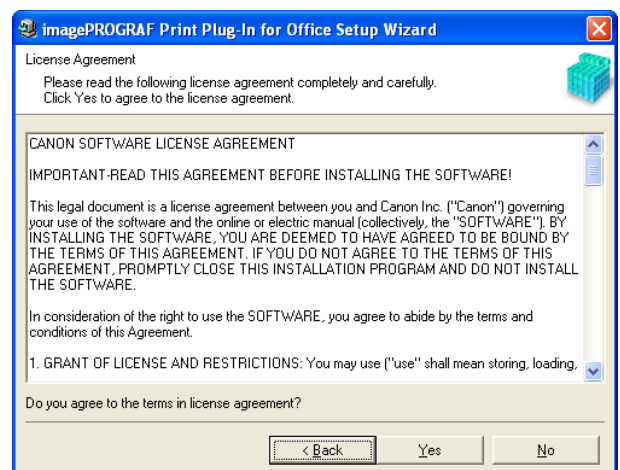 imagePROGRAF Print Plug-In for Office Setup Wizard
License Agreement
Please read the following license agreement completely and carefully.
Click Yes to agree to the license agreement.
CANON SOFTWARE LICENSE AGREEMENT
IMPORTANT-READ THIS AGREEMENT BEFORE INSTALLING THE SOFTWARE!
This legal document is a license agreement between you and Canon Inc. ("Canon") governing
your use of the software and the online or electric manual (collectively, the "SOFTWARE"). BY
INSTALLING THE SOFTWARE, YOU ARE DEEMED TO HAVE AGREED TO BE BOUND BY
THE TERMS OF THIS AGREEMENT. IF YOU DO NOT AGREE TO THE TERMS OF THIS
AGREEMENT, PROMPTLY CLOSE THIS INSTALLATION PROGRAM AND DO NOT INSTALL
THE SOFTWARE.
In consideration of the right to use the SOFTWARE, you agree to abide by the terms and
conditions of this Agreement.
1. GRANT OF LICENSE AND RESTRICTIONS: You may use ("use" shall mean storing, loading,
Do you agree to the terms in license agreement?
< Back
Yes
No